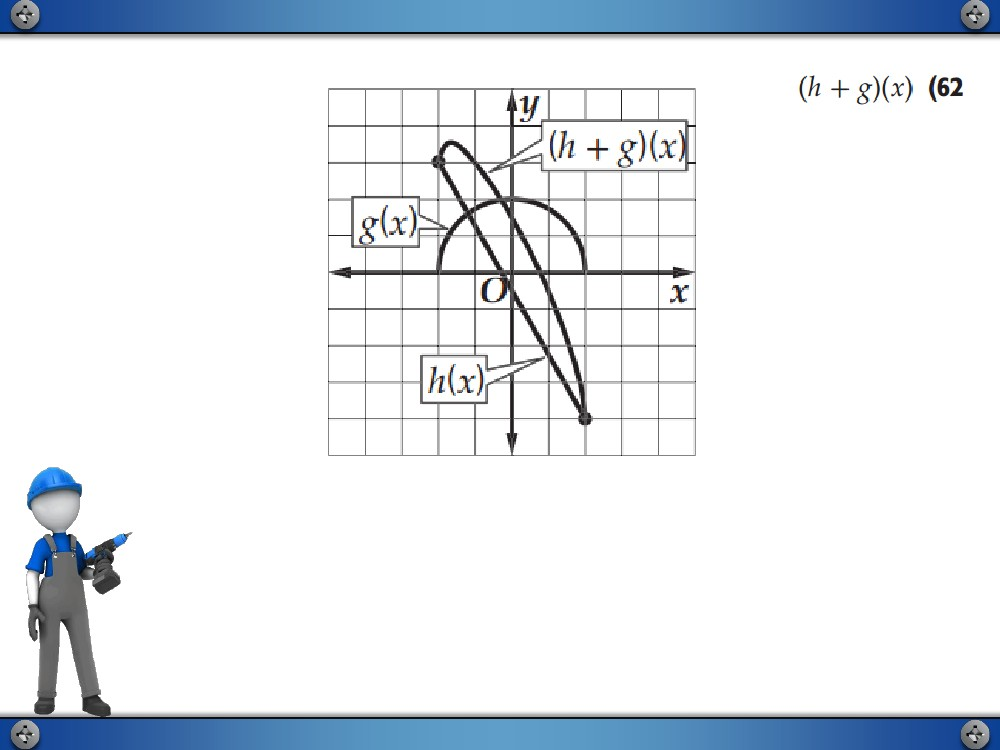 (h + g)(x) (62
y
(h + g)(x)
g(x)
O
x
h(x)